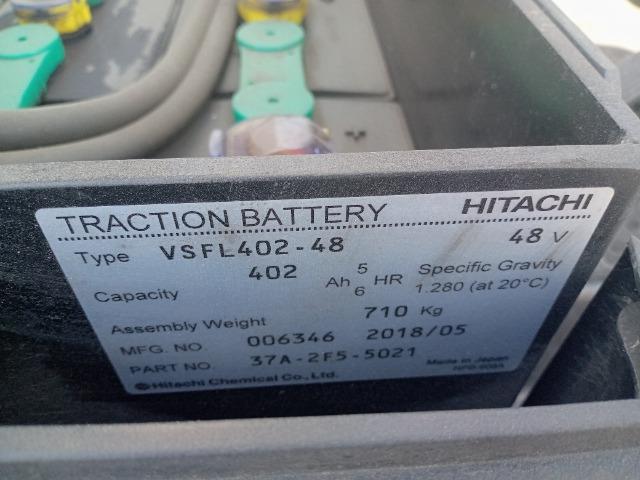 TRACTION BATTERY HITACHI
Type VSFL402-48 48 V
Capacity 402 Ah 5 6 HR Specific Gravity 1.280 (at 20°C)
Assembly Weight 710 Kg
MFG. NO. 006346 2018/05
PART NO. 37A-2F5-5021 Made in Japan
Hitachi Chemical Co., Ltd.